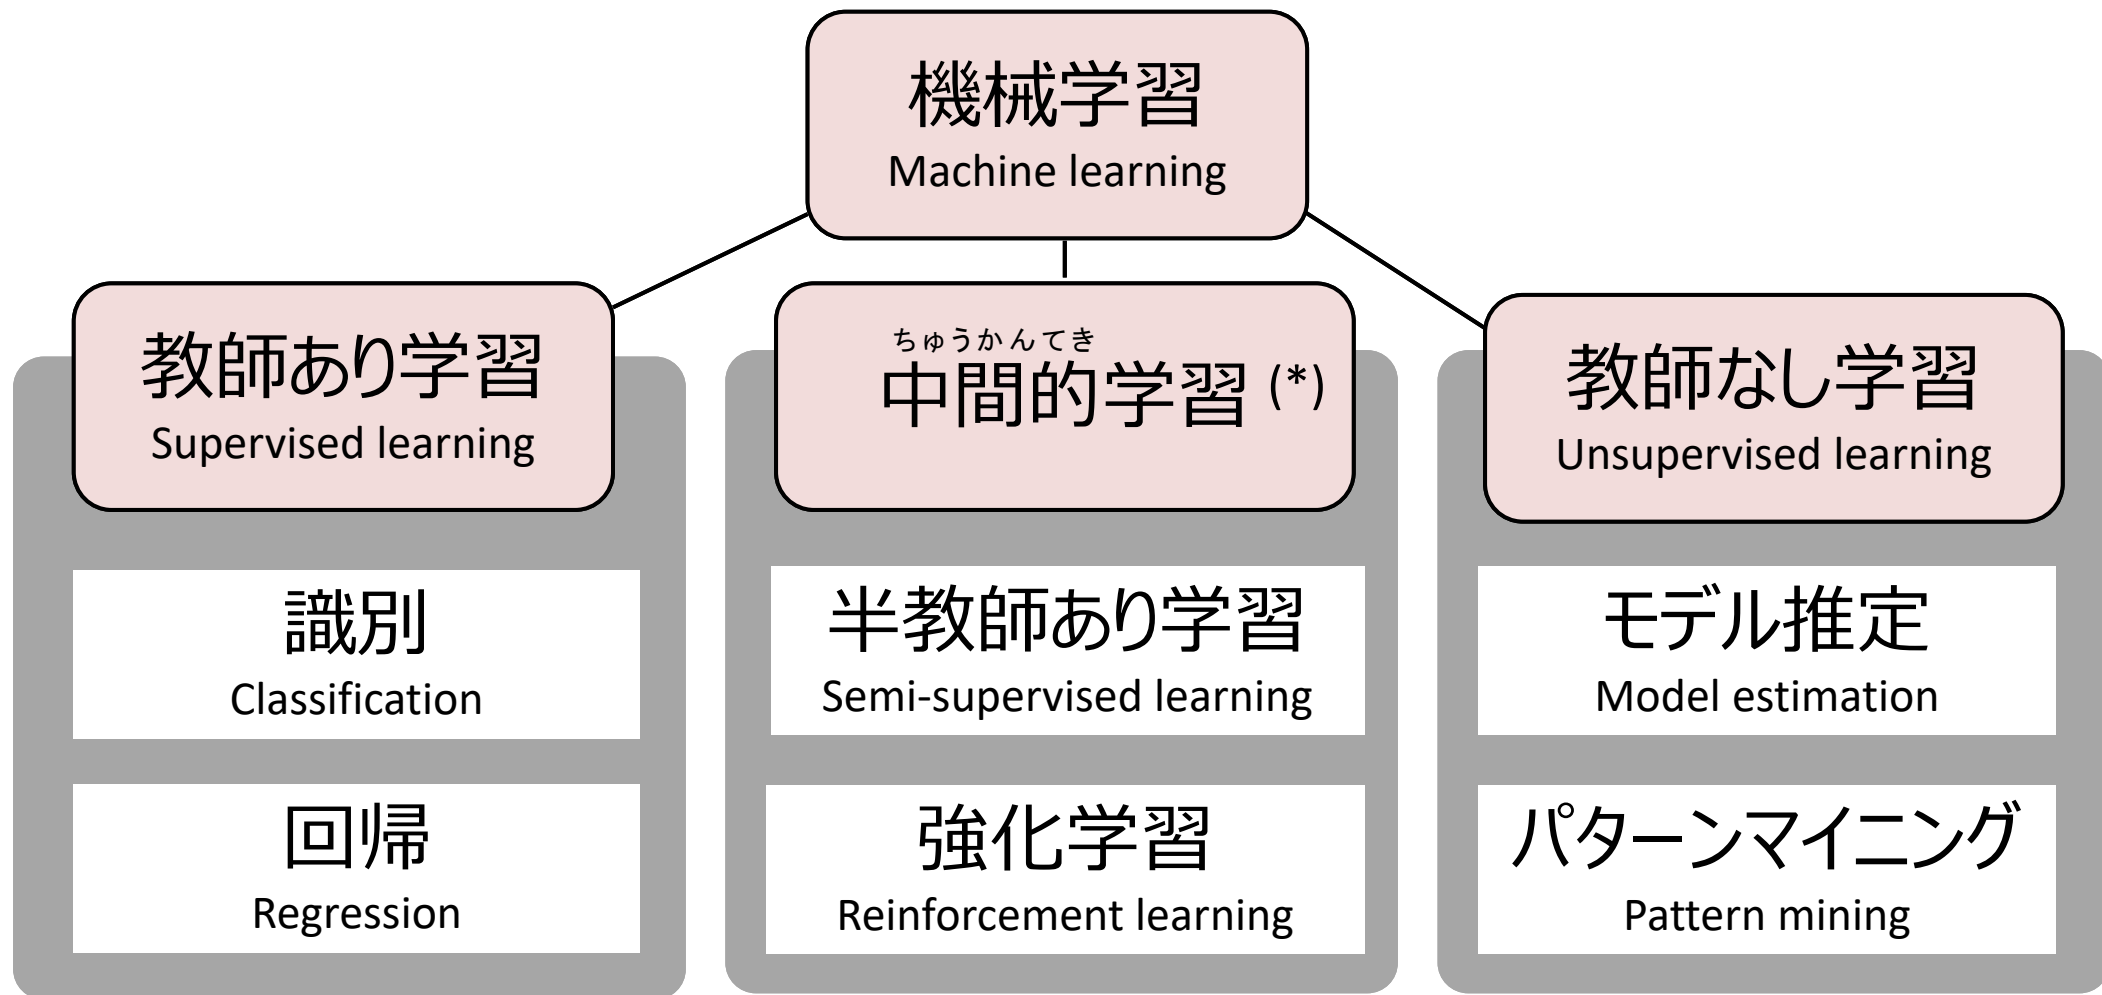 機械学習
Machine learning
教師あり学習
Supervised learning
識別
Classification
回帰
Regression
ちゅうかんてき
中間的学習 (*)
半教師あり学習
Semi-supervised learning
強化学習
Reinforcement learning
教師なし学習
Unsupervised learning
モデル推定
Model estimation
パターンマイニング
Pattern mining